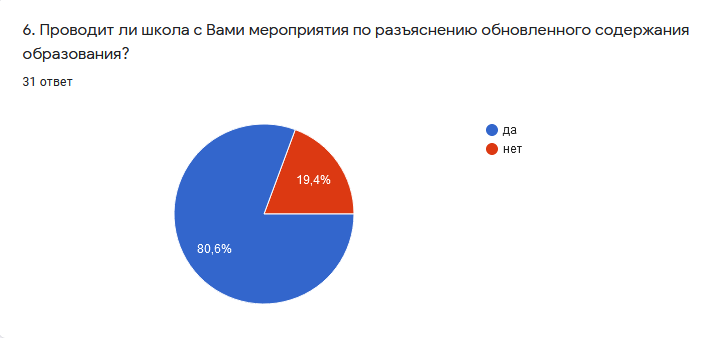 6. Проводит ли школа с Вами мероприятия по разъяснению обновленного содержания
образования?
31 ответ
да
нет
19,4%
80,6%